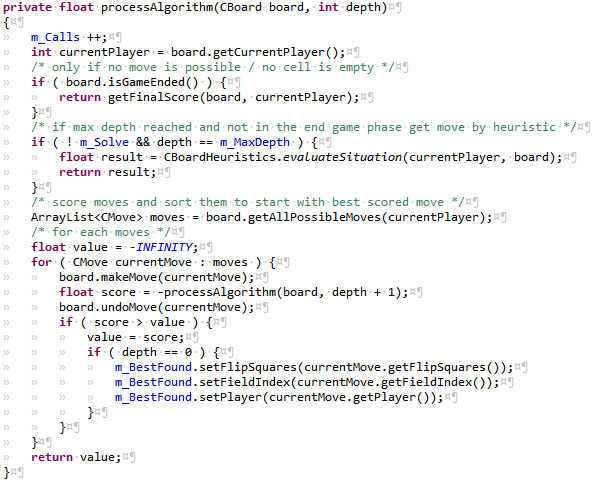 private float processAlgorithm(CBoard board, int depth)¤¶
{¤¶
»   m_Calls ++;¤¶
»   int currentPlayer = board.getCurrentPlayer();¤¶
»   /* only if no move is possible / no cell is empty */¤¶
»   if ( board.isGameEnded() ) {¤¶
»   »   return getFinalScore(board, currentPlayer);¤¶
»   }¤¶
»   /* if max depth reached and not in the end game phase get move by heuristic */¤¶
»   if ( ! m_Solve && depth == m_MaxDepth ) {¤¶
»   »   float result = CBoardHeuristics.evaluateSituation(currentPlayer, board);¤¶
»   »   return result;¤¶
»   }¤¶
»   /* score moves and sort them to start with best scored move */¤¶
»   ArrayList<CMove> moves = board.getAllPossibleMoves(currentPlayer);¤¶
»   /* for each moves */¤¶
»   float value = -INFINITY;¤¶
»   for ( CMove currentMove : moves ) {¤¶
»   »   board.makeMove(currentMove);¤¶
»   »   float score = -processAlgorithm(board, depth + 1);¤¶
»   »   board.undoMove(currentMove);¤¶
»   »   if ( score > value ) {¤¶
»   »   »   value = score;¤¶
»   »   »   if ( depth == 0 ) {¤¶
»   »   »   »   m_BestFound.setFlipSquares(currentMove.getFlipSquares());¤¶
»   »   »   »   m_BestFound.setFieldIndex(currentMove.getFieldIndex());¤¶
»   »   »   »   m_BestFound.setPlayer(currentMove.getPlayer());¤¶
»   »   »   }¤¶
»   »   }¤¶
»   }¤¶
»   return value;¤¶
}¤¶